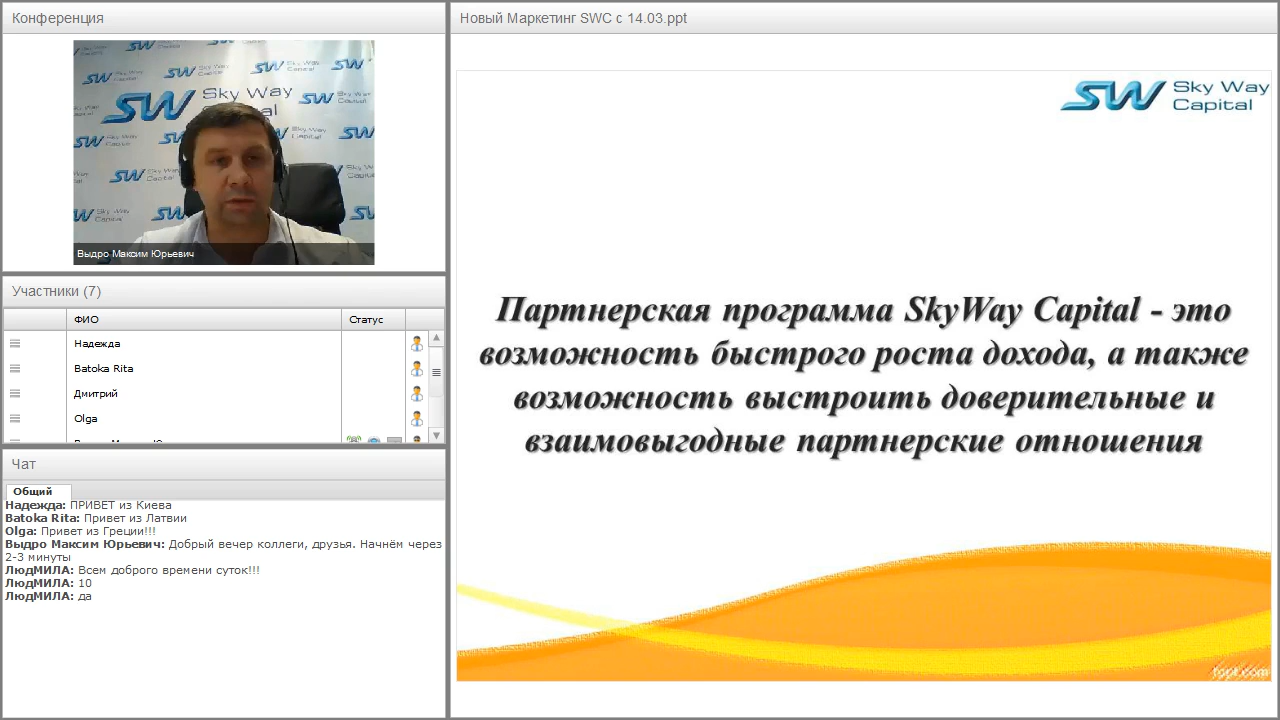 Конференция
Sky Way
Capital
Выдро Максим Юрьевич
Участники (7)
ФИО
Статус
Надежда
Batoka Rita
Дмитрий
Olga
Чат
Общий
Надежда: ПРИВЕТ из Киева
Batoka Rita: Привет из Латвии
Olga: Привет из Греции!!!
Выдро Максим Юрьевич: Добрый вечер коллеги, друзья. Начнём через
2-3 минуты
ЛюдМИЛА: Всем доброго времени суток!!!
ЛюдМИЛА: 10
ЛюдМИЛА: да
Новый Маркетинг SWC с 14.03.ppt
SW Sky Way
Capital
Партнерская программа SkyWay Capital - это
возможность быстрого роста дохода, а также
возможность выстроить доверительные и
взаимовыгодные партнерские отношения
fppt.com